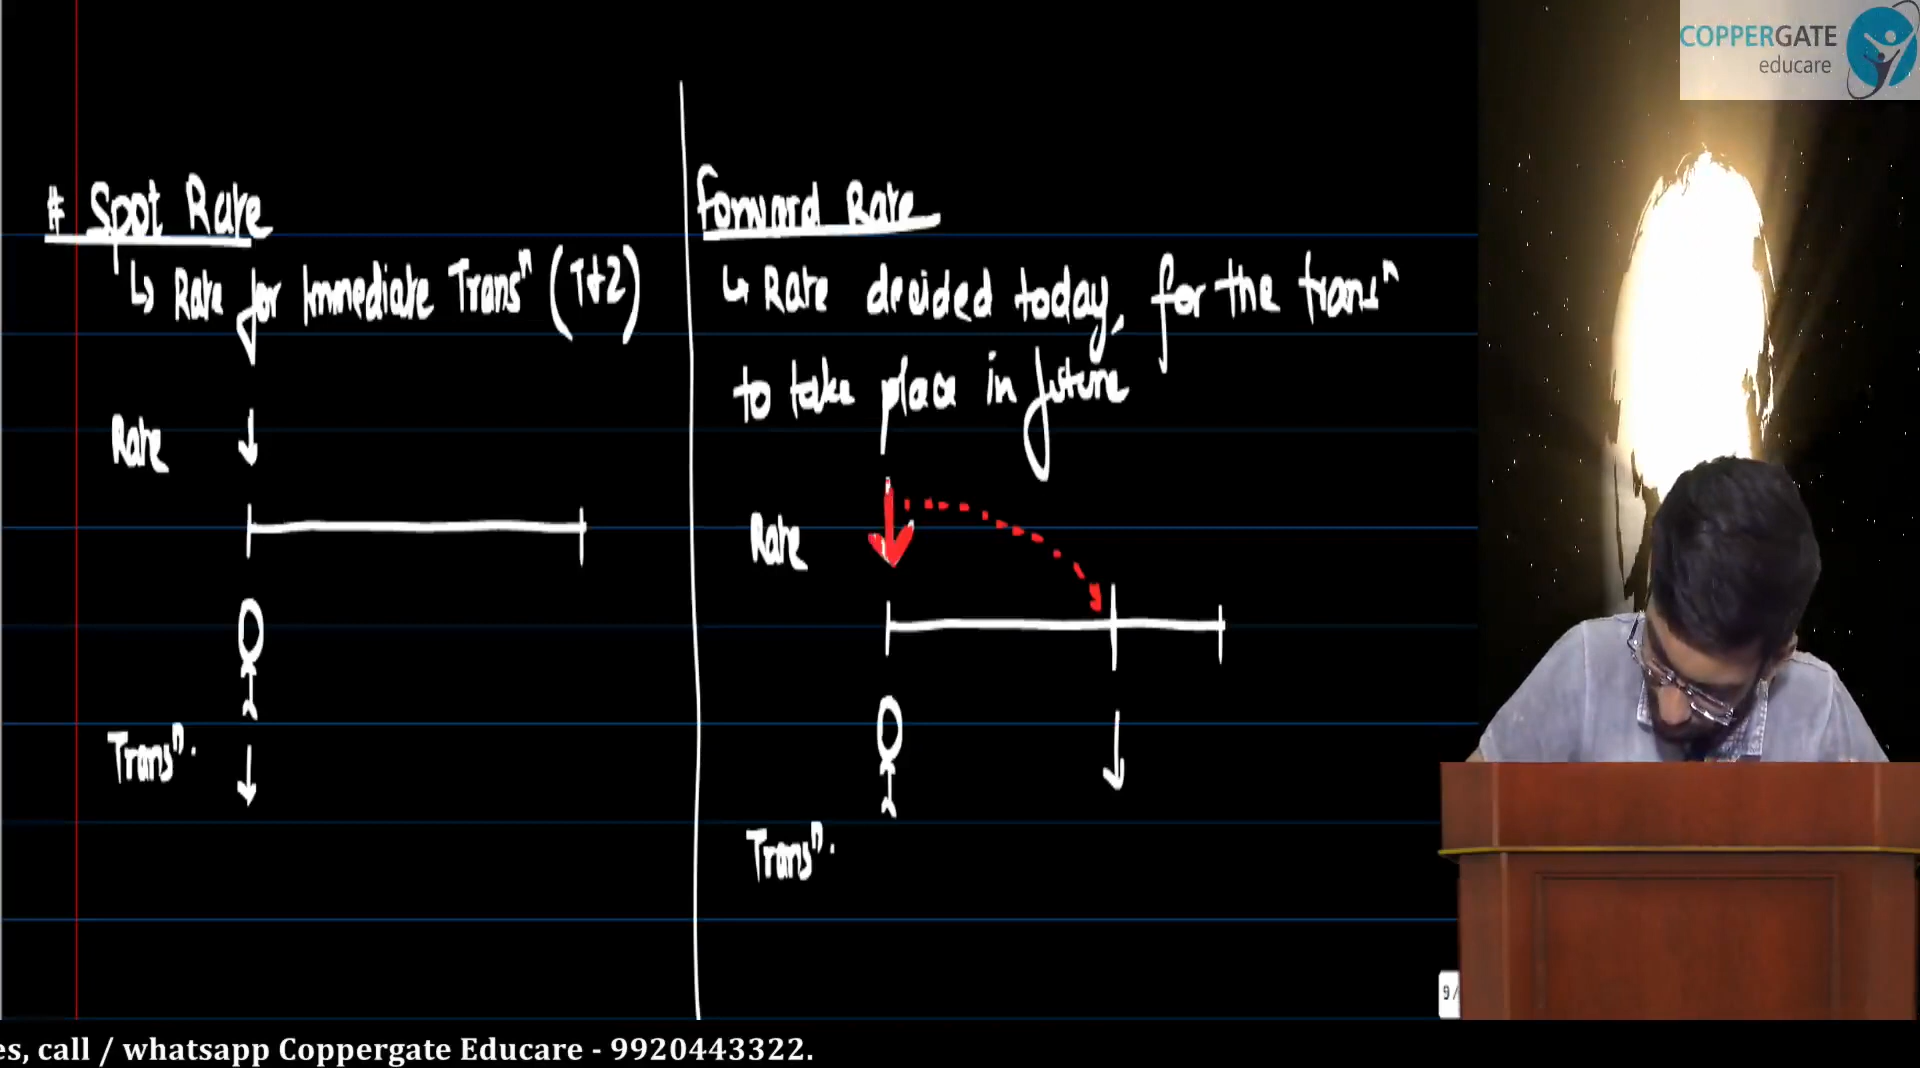 COPPERGATE
educare
# Spot Rate
↳ Rate for Immediate Transⁿ (T+2)
Rate
Transⁿ.
Forward Rate
↳ Rate decided today, for the transⁿ
to take place in future
Rate
Transⁿ.
9/
es, call / whatsapp Coppergate Educare - 9920443322.